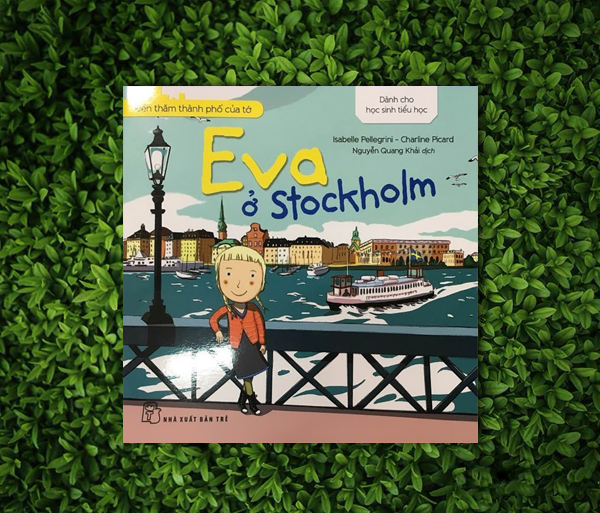 thăm thành phố của tớ
Dành cho
học sinh tiểu học
Isabelle Pellegrini – Charline Picard
Nguyễn Quang Khải dịch
Eva
ở Stockholm
NHÀ XUẤT BẢN TRẺ